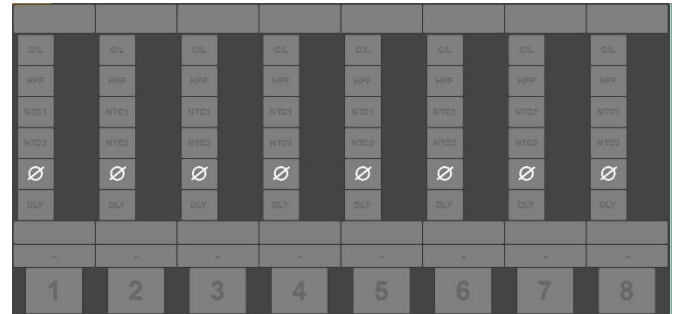 C/L C/L C/L C/L C/L C/L C/L C/L
HPF HPF HPF HPF HPF HPF HPF HPF
NTC1 NTC1 NTC1 NTC1 NTC1 NTC1 NTC1 NTC1
NTC2 NTC2 NTC2 NTC2 NTC2 NTC2 NTC2 NTC2
Ø Ø Ø Ø Ø Ø Ø Ø
DLY DLY DLY DLY DLY DLY DLY DLY
- - - - - - - -
1 2 3 4 5 6 7 8